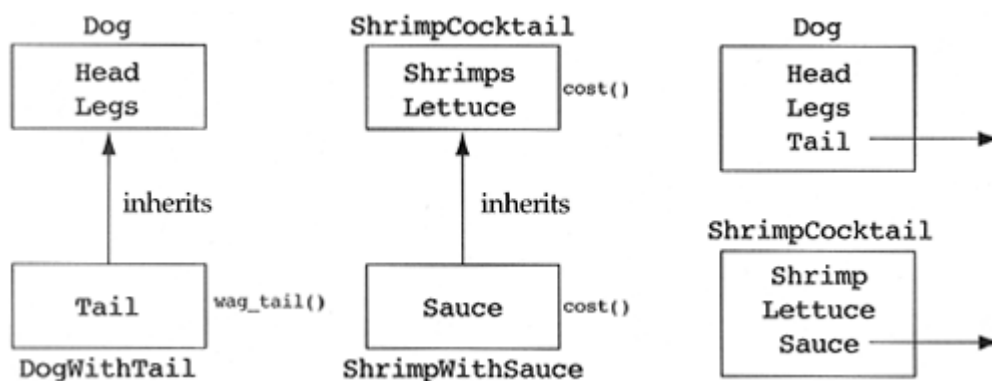 Dog
Head
Legs
inherits
Tail
wag_tail()
DogWithTail
ShrimpCocktail
Shrimps
Lettuce
cost()
inherits
Sauce
cost()
ShrimpWithSauce
Dog
Head
Legs
Tail
ShrimpCocktail
Shrimp
Lettuce
Sauce